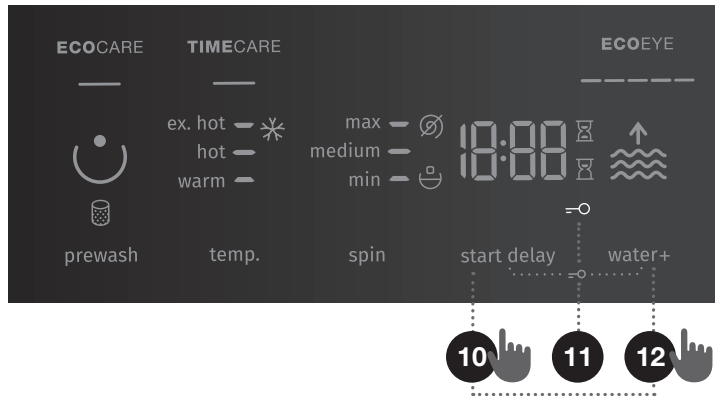 ECOCARE TIMECARE ECOEYE
ex. hot max 18:88
hot medium
warm min
prewash temp. spin start delay water+
10 11 12